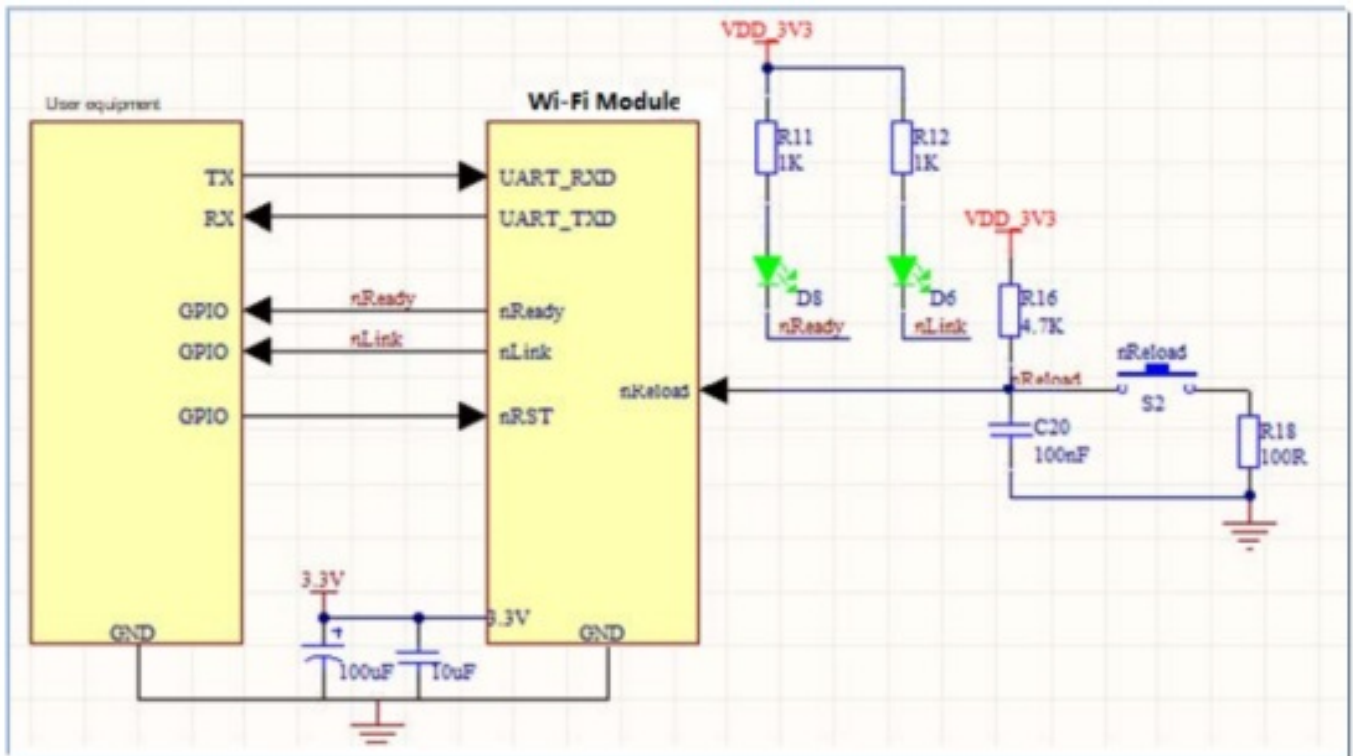 VDD_3V3
User equipment
Wi-Fi Module
R11
1K
R12
1K
TX
UART_RXD
RX
UART_TXD
VDD_3V3
D8
D6
R16
4.7K
GPIO
nReady
nReady
nReady
nLink
GPIO
nLink
nLink
nReload
nReload
nReload
S2
GPIO
nRST
C20
100nF
R18
100R
3.3V
3.3V
GND
GND
100uF
10uF